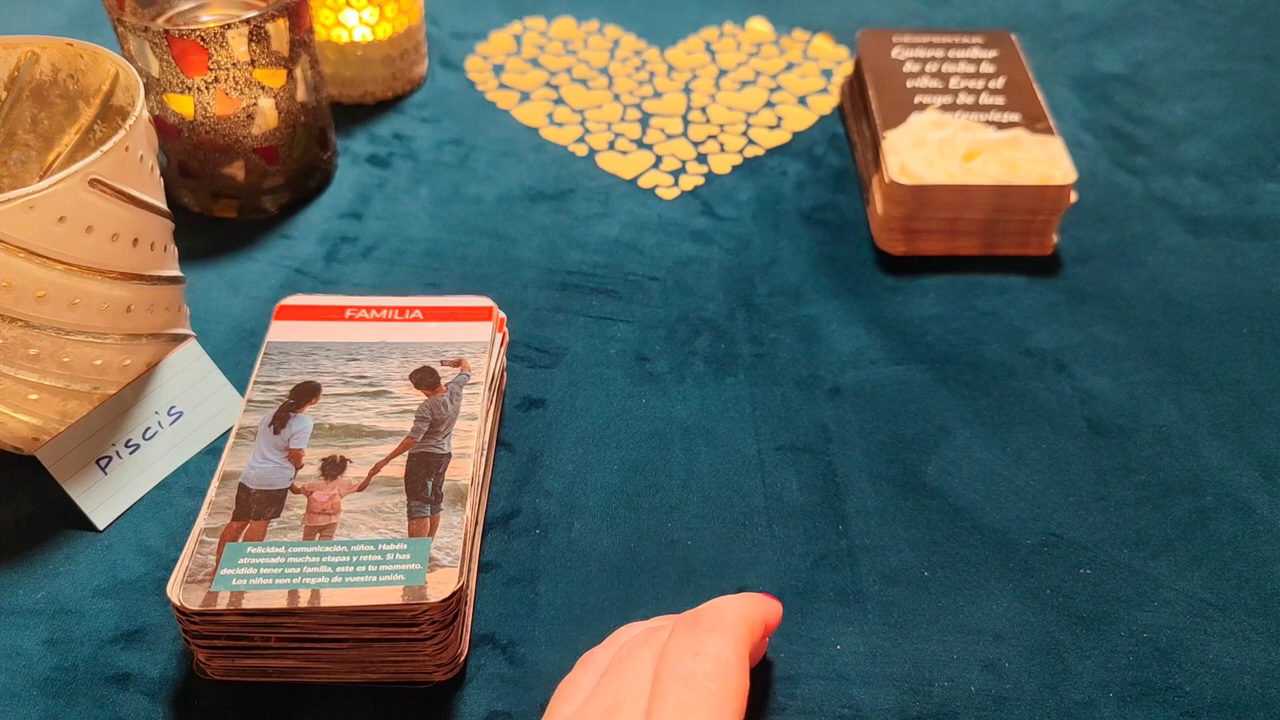 DESPERTAR
Quiero cuidar
de ti toda la
vida. Eres el
rayo de luz
atraviesa
FAMILIA
piscis
Felicidad, comunicación, niños. Habéis
atravesado muchas etapas y retos. Si has
decidido tener una familia, este es tu momento.
Los niños son el regalo de vuestra unión.